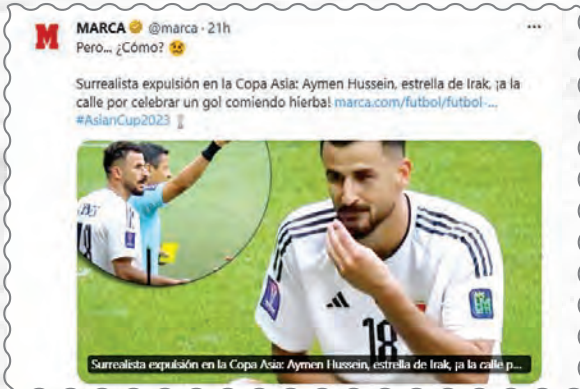 M
MARCA @marca · 21h
Pero... ¿Cómo? 🤨
Surrealista expulsión en la Copa Asia: Aymen Hussein, estrella de Irak, ¡a la
calle por celebrar un gol comiendo hierba! marca.com/futbol/futbol-...
#AsianCup2023
18
Surrealista expulsión en la Copa Asia: Aymen Hussein, estrella de Irak, ¡a la calle p...